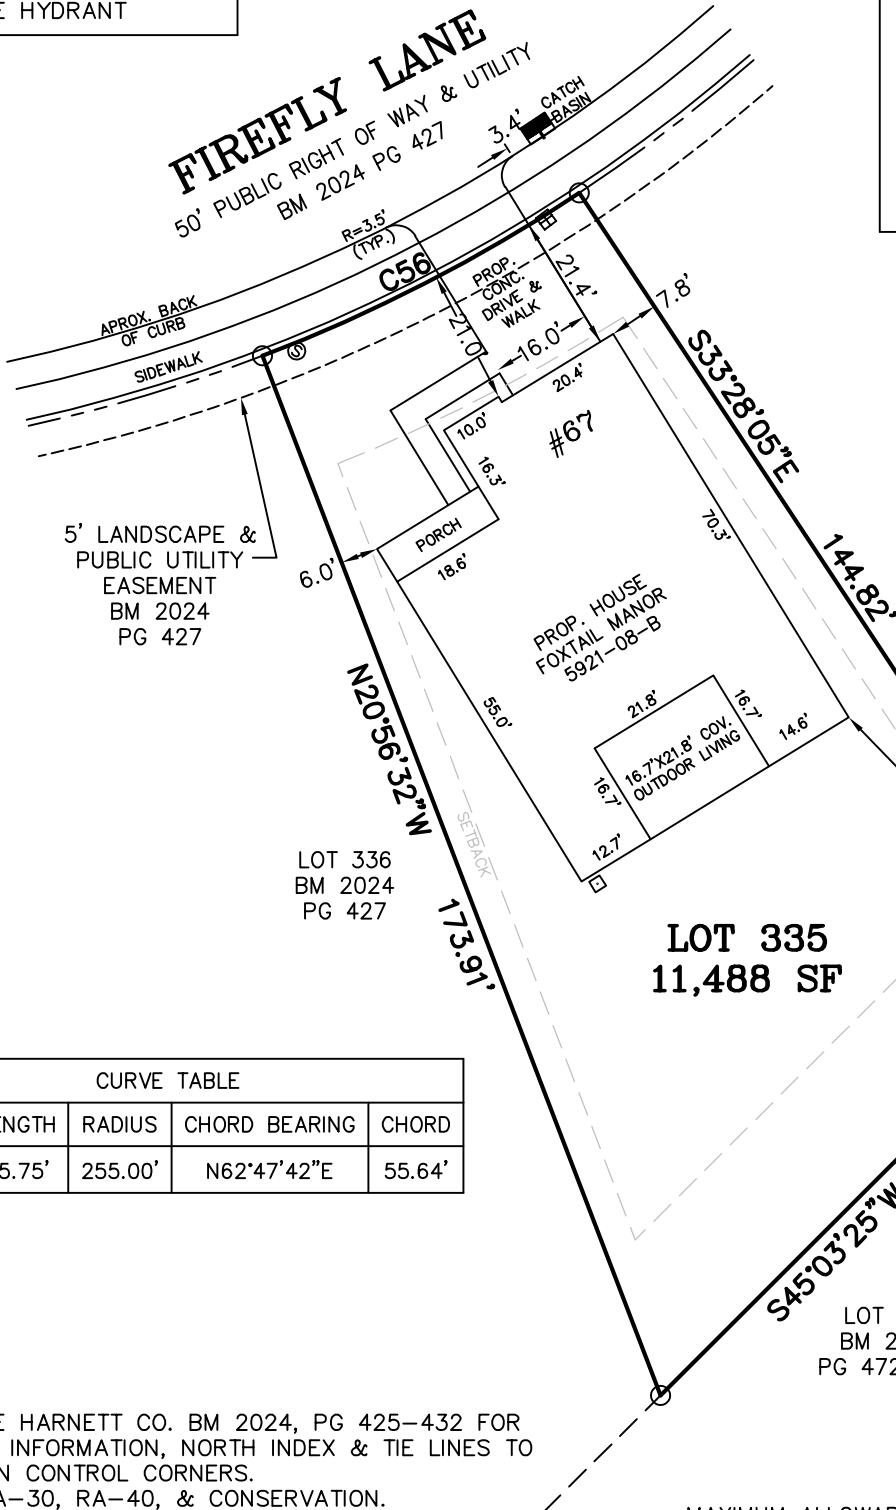 E HYDRANT
FIREFLY LANE
50' PUBLIC RIGHT OF WAY & UTILITY
BM 2024 PG 427
3.4'
CATCH
BASIN
R=3.5'
(TYP.)
C56
APROX. BACK
OF CURB
SIDEWALK
S
PROP.
CONC.
DRIVE &
WALK
21.0'
21.4'
16.0'
7.8'
20.4'
10.0'
#67
16.3'
S33°28'05"E
144.82'
5' LANDSCAPE &
PUBLIC UTILITY
EASEMENT
BM 2024
PG 427
PORCH
6.0'
18.6'
70.3'
PROP. HOUSE
FOXTAIL MANOR
5921-08-B
N20°56'32"W
173.91'
55.0'
21.8'
16.7'
16.7'X21.8' COV.
OUTDOOR LIVING
14.6'
16.7'
12.7'
SETBACK
LOT 336
BM 2024
PG 427
LOT 335
11,488 SF
CURVE TABLE
ENGTH RADIUS CHORD BEARING CHORD
5.75' 255.00' N62°47'42"E 55.64'
S45°03'25"W
LOT
BM 2
PG 472
E HARNETT CO. BM 2024, PG 425-432 FOR
INFORMATION, NORTH INDEX & TIE LINES TO
N CONTROL CORNERS.
A-30, RA-40, & CONSERVATION.